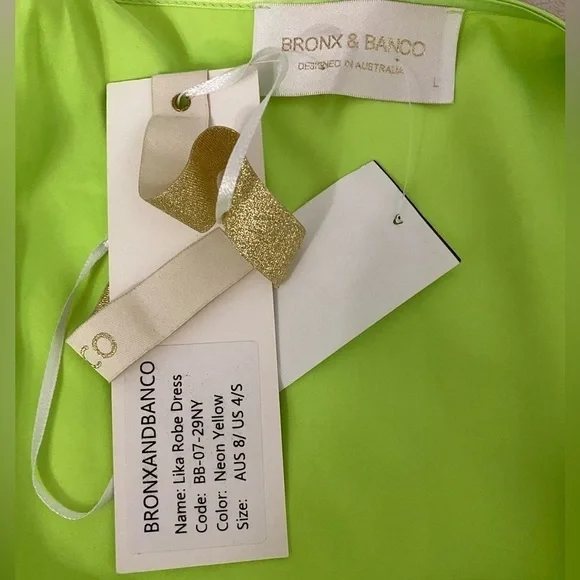 BRONX & BANCO
DESIGNED IN AUSTRALIA
L
CO
BRONXANDBANCO
Name: Lika Robe Dress
Code: BB-07-29NY
Color: Neon Yellow
Size: AUS 8/ US 4/S